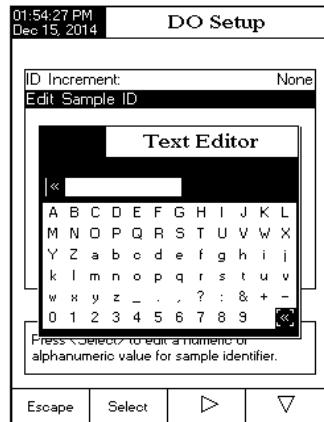 01:54:27 PM
Dec 15, 2014
DO Setup
ID Increment: None
Edit Sample ID
Text Editor
«
A B C D E F G H I J K L
M N O P Q R S T U V W X
Y Z a b c d e f g h i j
k l m n o p q r s t u v
w x y z _ . , ? : & + -
0 1 2 3 4 5 6 7 8 9 «
Press <Select> to edit a numeric or
alphanumeric value for sample identifier.
Escape Select ▷ ▽